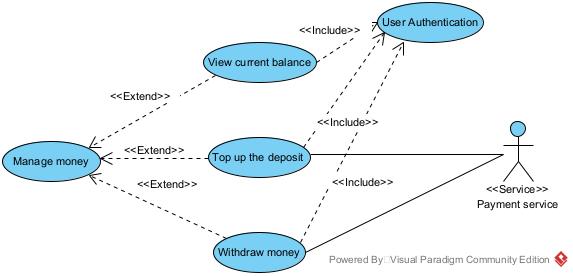 User Authentication
<<Include>>
View current balance
<<Extend>>
<<Include>>
<<Extend>>
Top up the deposit
Manage money
<<Extend>>
<<Include>>
<<Service>>
Payment service
Withdraw money
Powered By Visual Paradigm Community Edition